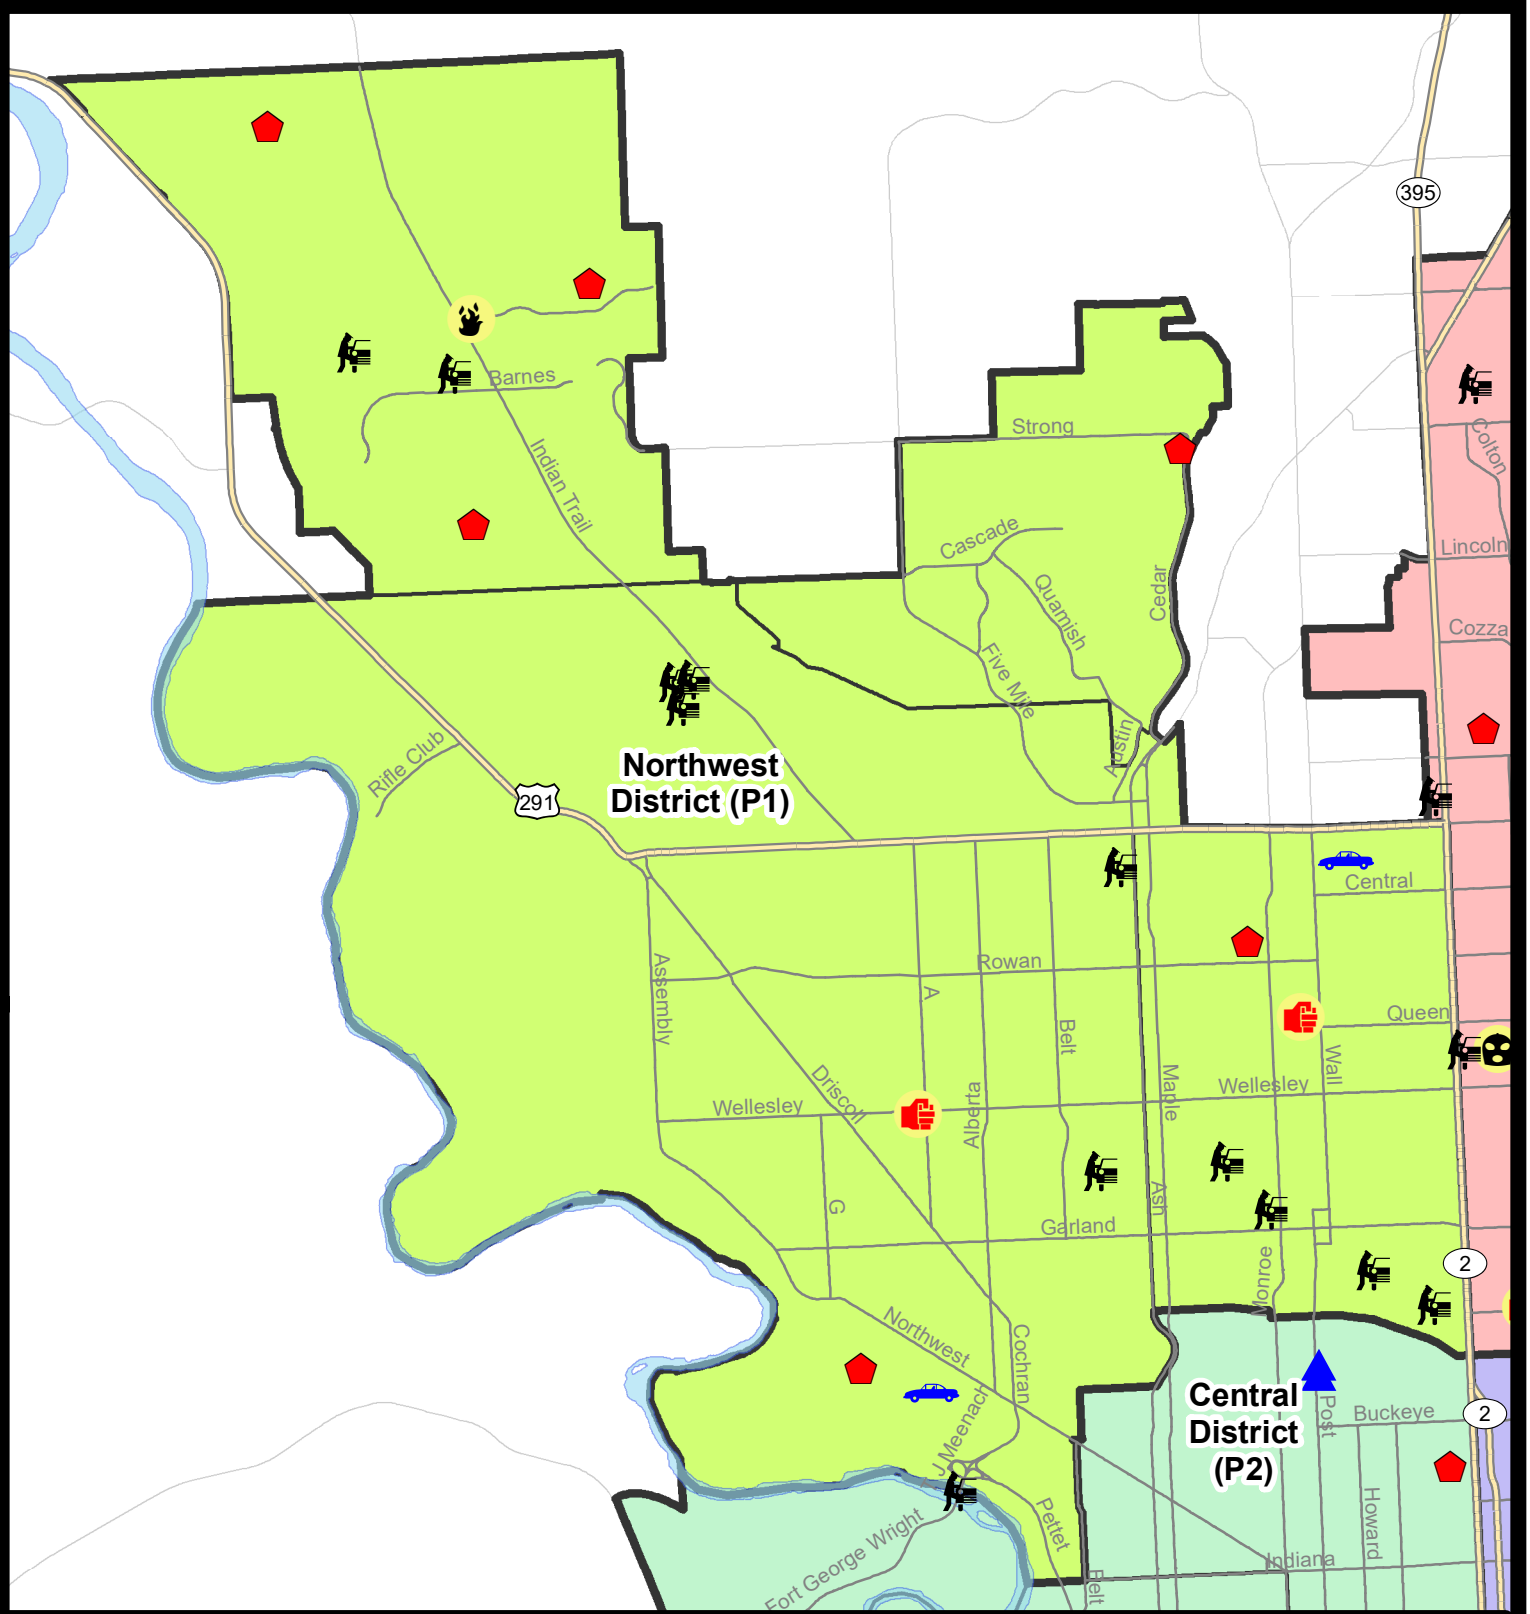 395
Barnes
Strong
Colton
Indian Trail
Cascade
Lincoln
Quamish
Cedar
Cozza
Five Mile
Austin
Rifle Club
Northwest
District (P1)
291
Central
Rowan
Assembly
A
Belt
Queen
Wall
Driscoll
Maple
Wellesley
Wellesley
Alberta
G
Ash
Garland
Monroe
2
Northwest
Cochran
Central
District
(P2)
Post
Buckeye
2
J Meenach
Howard
Pettet
Fort George Wright
Indiana
Belt